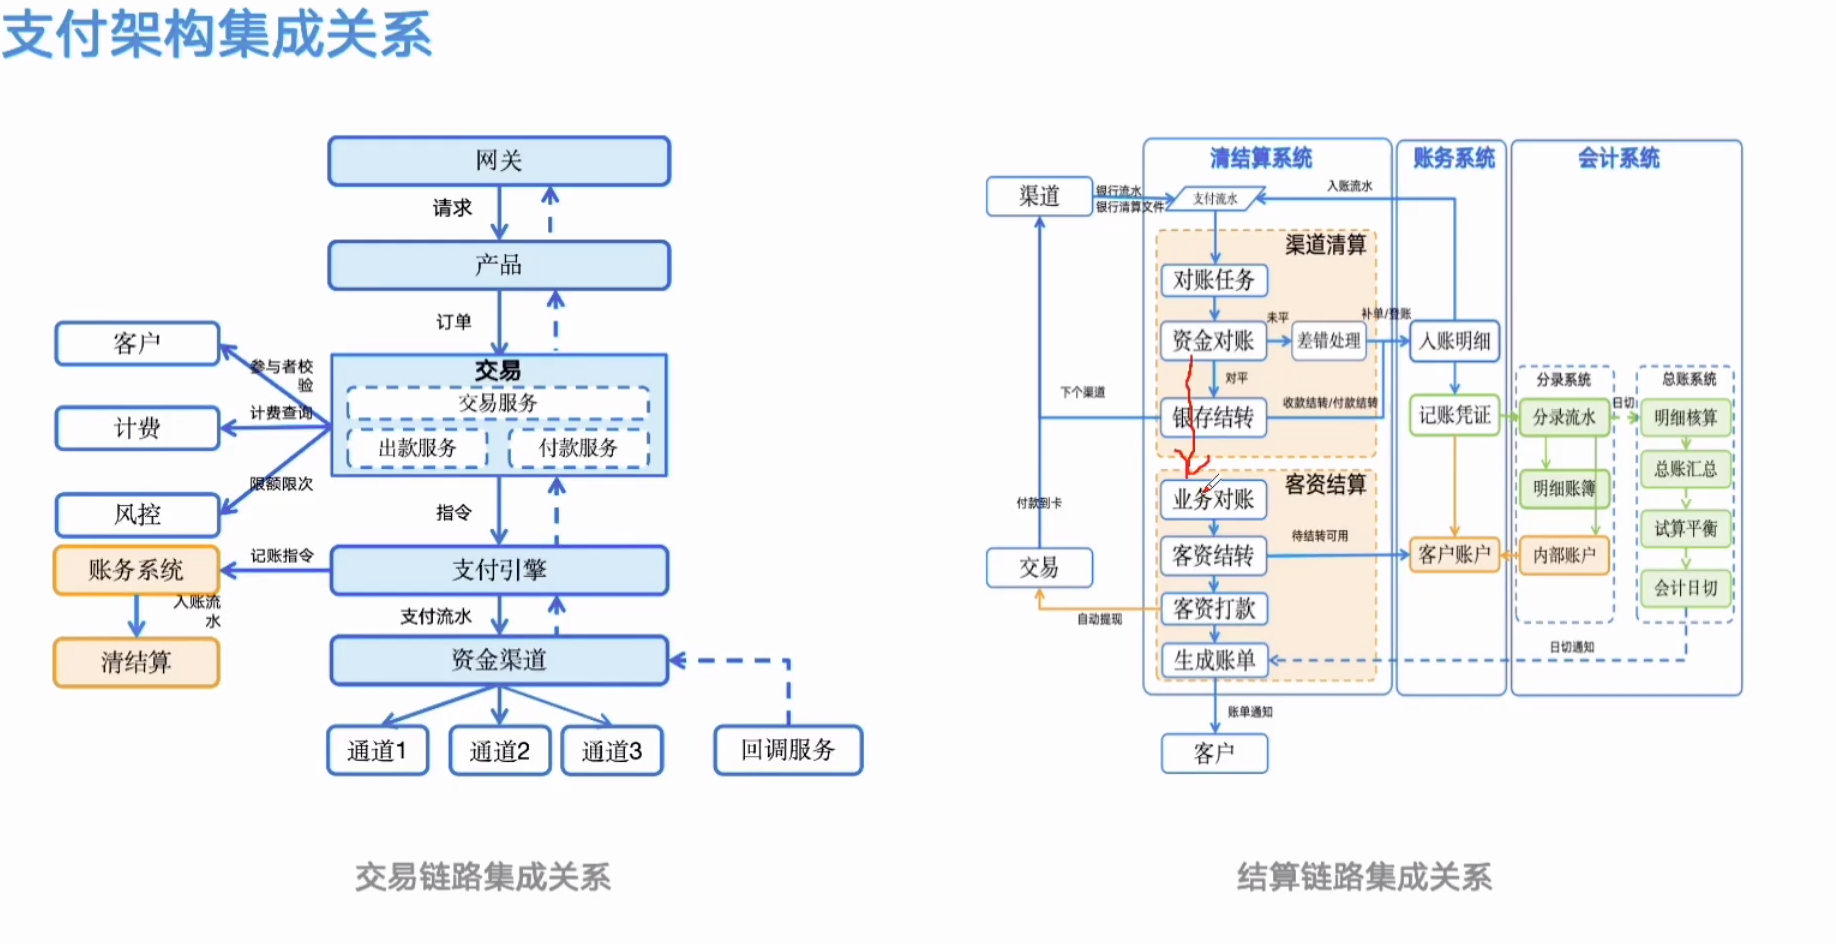 支付架构集成关系
网关
请求
产品
订单
交易
交易服务
出款服务
付款服务
客户
参与者校
验
计费
计费查询
风控
限额限次
指令
账务系统
记账指令
支付引擎
入账流
水
支付流水
清结算
资金渠道
通道1
通道2
通道3
回调服务
交易链路集成关系
清结算系统
账务系统
会计系统
渠道
银行流水
银行清算文件
支付流水
入账流水
渠道清算
对账任务
资金对账
未平
差错处理
补单/登账
入账明细
对平
下个渠道
银存结转
收款结转/付款结转
记账凭证
分录系统
总账系统
分录流水
日切
明细核算
总账汇总
明细账簿
试算平衡
付款到卡
客资结算
业务对账
待结转可用
交易
客资结转
客户账户
内部账户
会计日切
自动提现
客资打款
生成账单
日切通知
账单通知
客户
结算链路集成关系